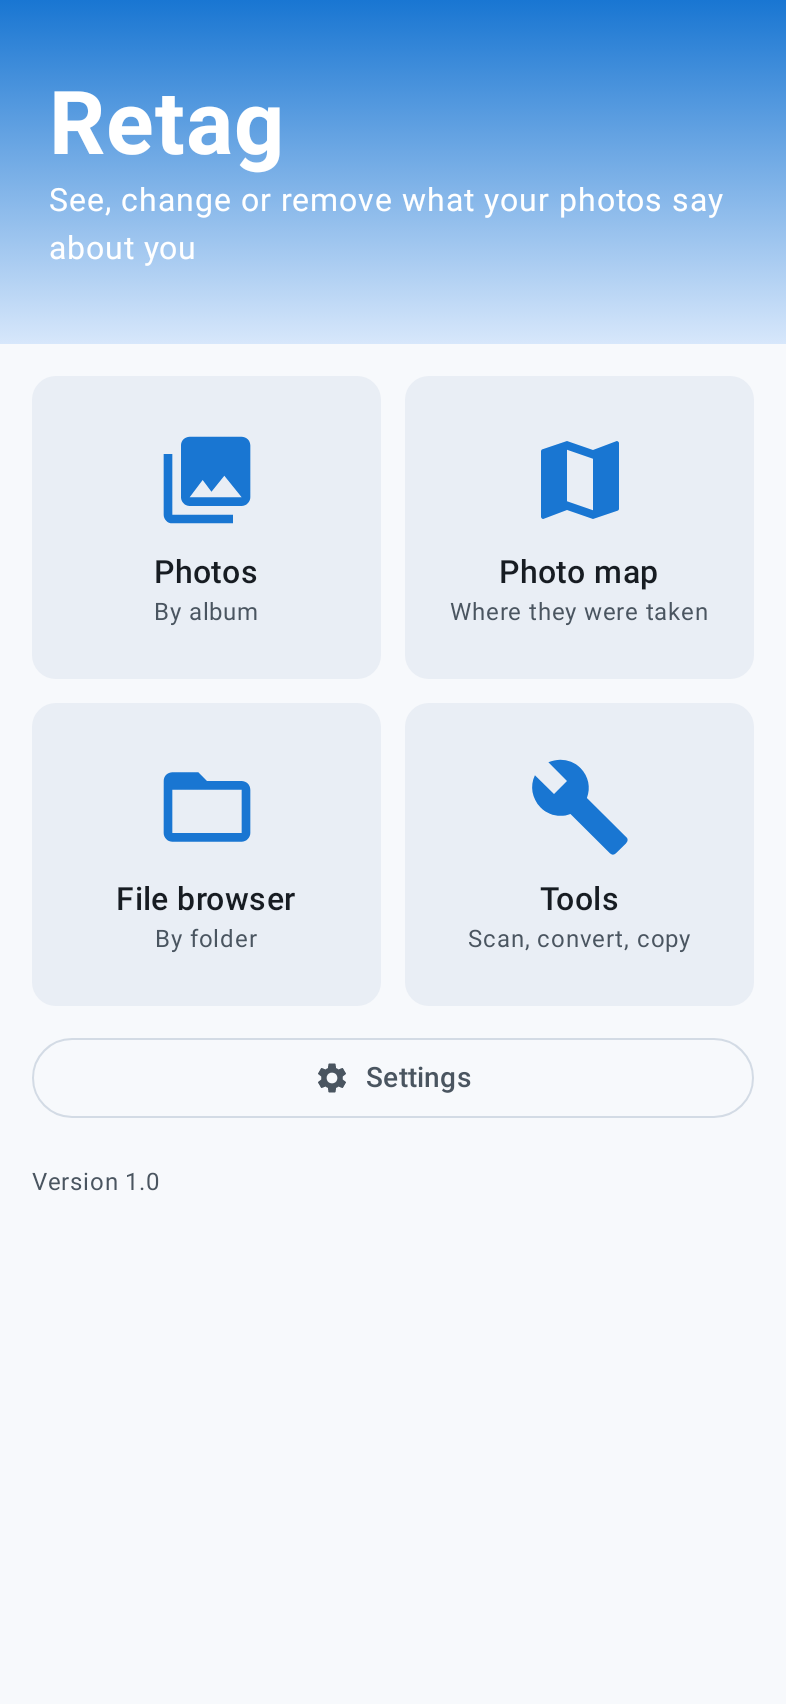 Retag
See, change or remove what your photos say
about you
Photos
By album
Photo map
Where they were taken
File browser
By folder
Tools
Scan, convert, copy
Settings
Version 1.0